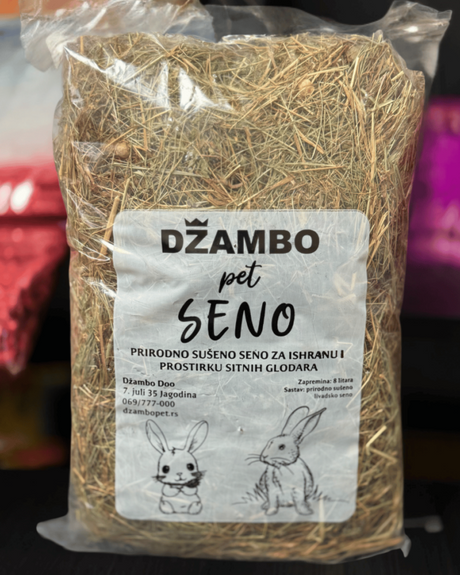 DŽAMBO
pet
SENO
PRIRODNO SUŠENO SENO ZA ISHRANU I
PROSTIRKU SITNIH GLODARA
Džambo Doo
7. juli 35 Jagodina
069/777-000
dzambopet.rs
Zapremina: 8 litara
Sastav: prirodno sušeno
livadsko seno